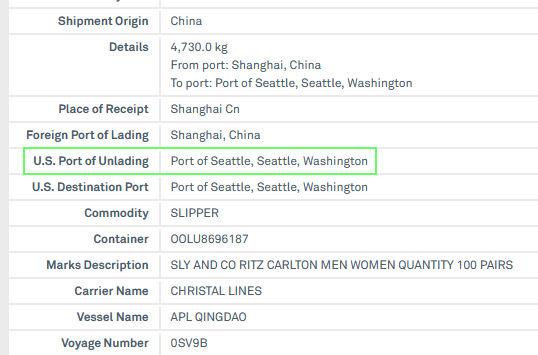 Shipment Origin China
Details 4,730.0 kg
From port: Shanghai, China
To port: Port of Seattle, Seattle, Washington
Place of Receipt Shanghai Cn
Foreign Port of Lading Shanghai, China
U.S. Port of Unlading Port of Seattle, Seattle, Washington
U.S. Destination Port Port of Seattle, Seattle, Washington
Commodity SLIPPER
Container OOLU8696187
Marks Description SLY AND CO RITZ CARLTON MEN WOMEN QUANTITY 100 PAIRS
Carrier Name CHRISTAL LINES
Vessel Name APL QINGDAO
Voyage Number 0SV9B